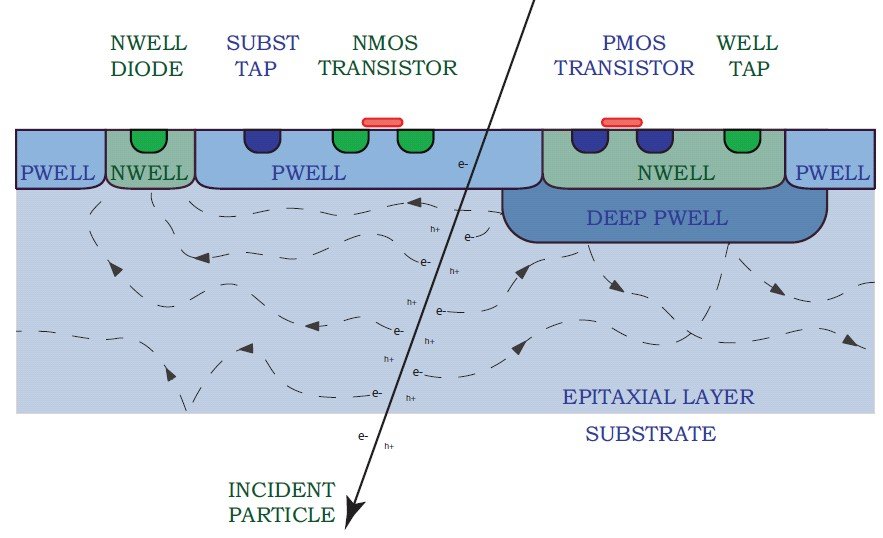 NWELL
DIODE
SUBST
TAP
NMOS
TRANSISTOR
PMOS
TRANSISTOR
WELL
TAP
PWELL
NWELL
PWELL
e-
NWELL
PWELL
DEEP PWELL
h+
e-
e-
h+
h+
e-
e-
h+
h+
e-
e-
h+
e-
h+
EPITAXIAL LAYER
SUBSTRATE
INCIDENT
PARTICLE